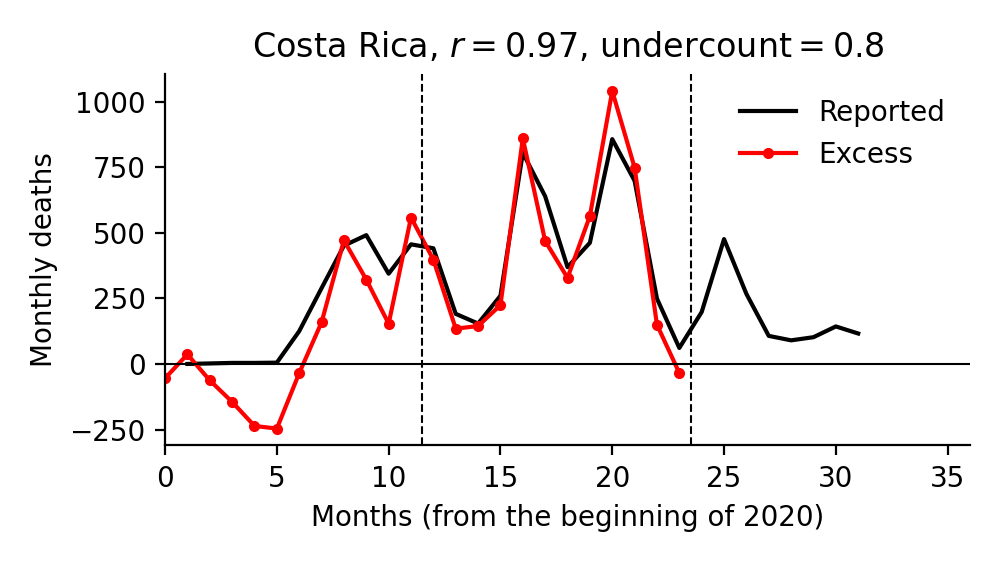 Costa Rica, r = 0.97, undercount = 0.8
Monthly deaths
1000
750
500
250
0
−250
Reported
Excess
0 5 10 15 20 25 30 35
Months (from the beginning of 2020)